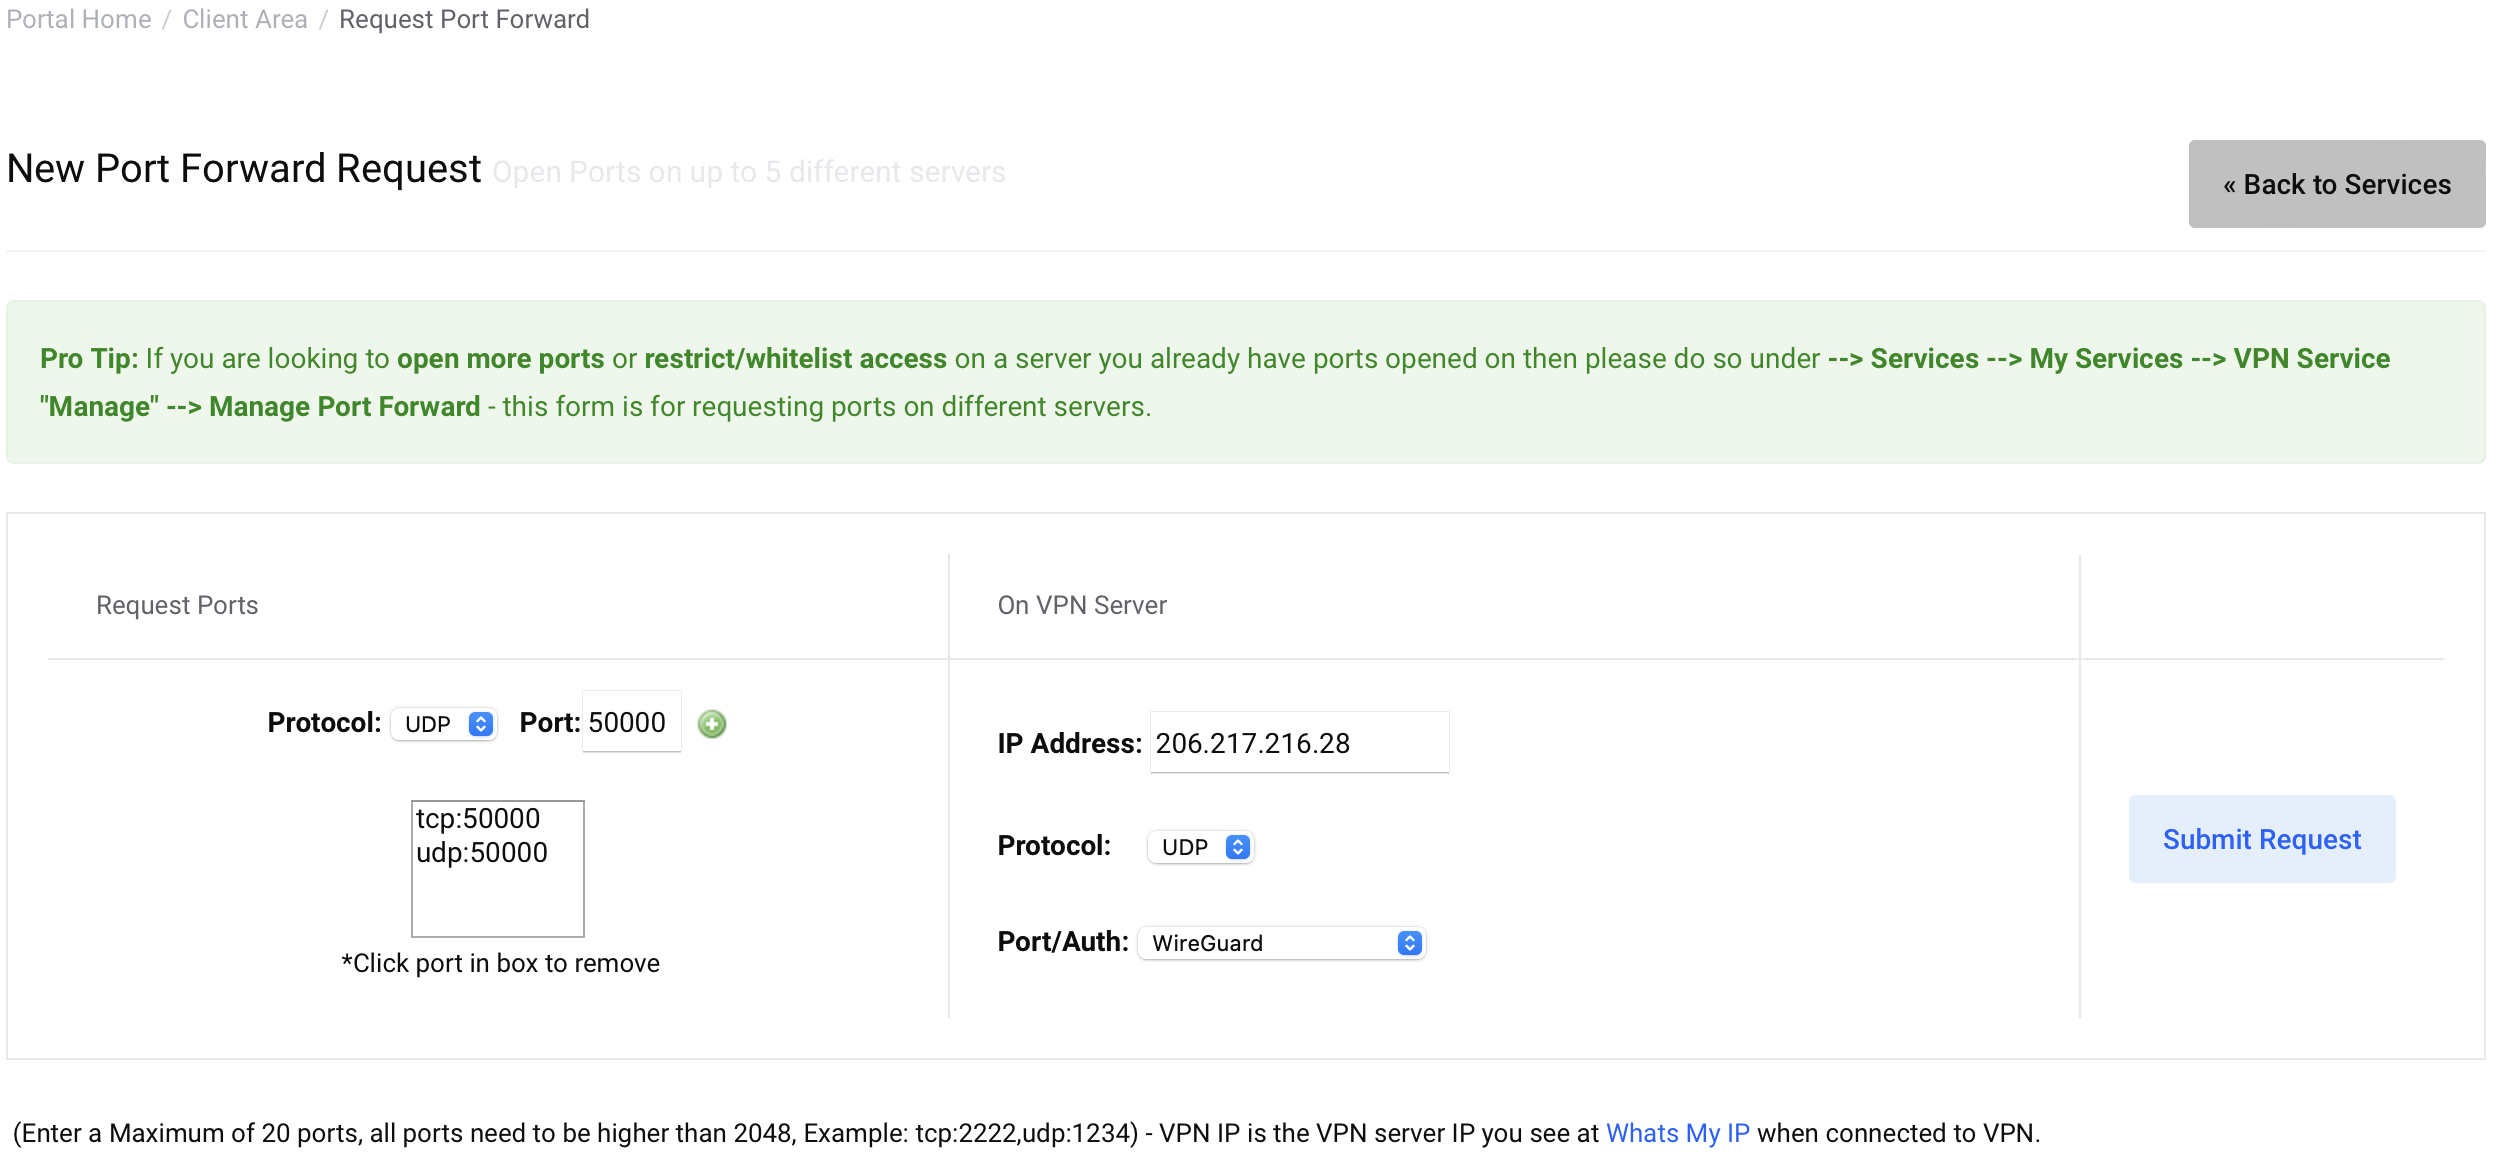 Portal Home / Client Area / Request Port Forward
New Port Forward Request Open Ports on up to 5 different servers
« Back to Services
Pro Tip: If you are looking to open more ports or restrict/whitelist access on a server you already have ports opened on then please do so under --> Services --> My Services --> VPN Service
"Manage" --> Manage Port Forward - this form is for requesting ports on different servers.
Request Ports
On VPN Server
Protocol: UDP Port: 50000
tcp:50000
udp:50000
*Click port in box to remove
IP Address: 206.217.216.28
Protocol: UDP
Port/Auth: WireGuard
Submit Request
(Enter a Maximum of 20 ports, all ports need to be higher than 2048, Example: tcp:2222,udp:1234) - VPN IP is the VPN server IP you see at Whats My IP when connected to VPN.